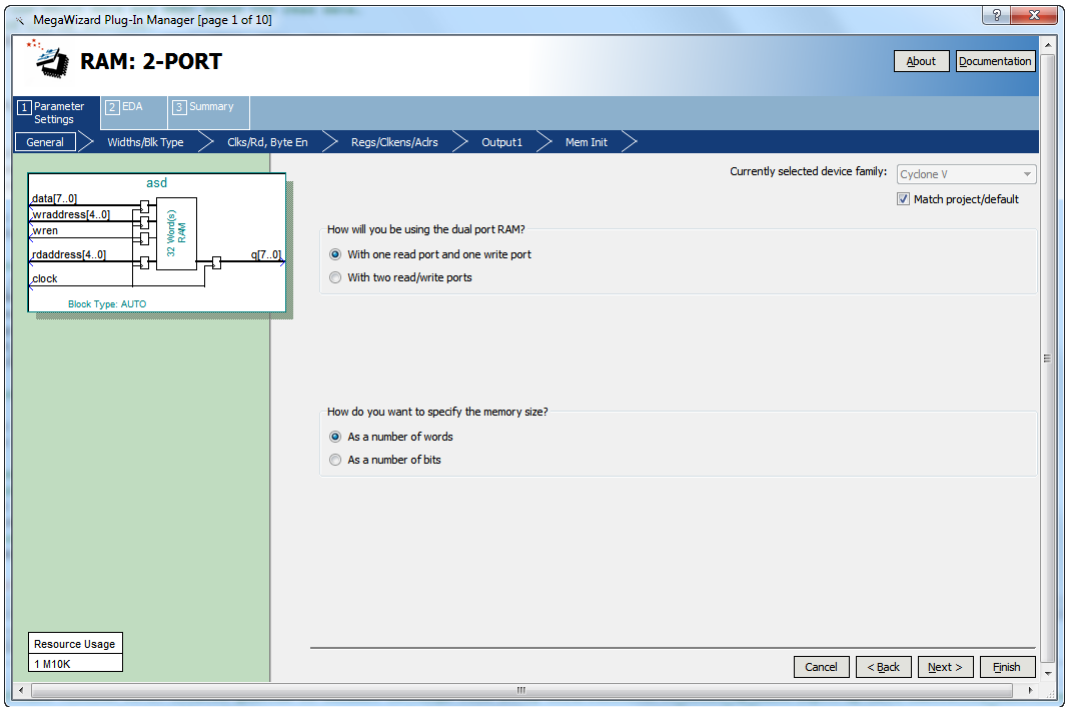 MegaWizard Plug-In Manager [page 1 of 10]
RAM: 2-PORT
About
Documentation
1 Parameter Settings
2 EDA
3 Summary
General
Widths/Blk Type
Clks/Rd, Byte En
Regs/Clkens/Aclrs
Output1
Mem Init
Currently selected device family:
Cyclone V
Match project/default
asd
data[7..0]
wraddress[4..0]
wren
rdaddress[4..0]
clock
32 Word(s)
RAM
q[7..0]
Block Type: AUTO
How will you be using the dual port RAM?
With one read port and one write port
With two read/write ports
How do you want to specify the memory size?
As a number of words
As a number of bits
Resource Usage
1 M10K
Cancel
< Back
Next >
Finish